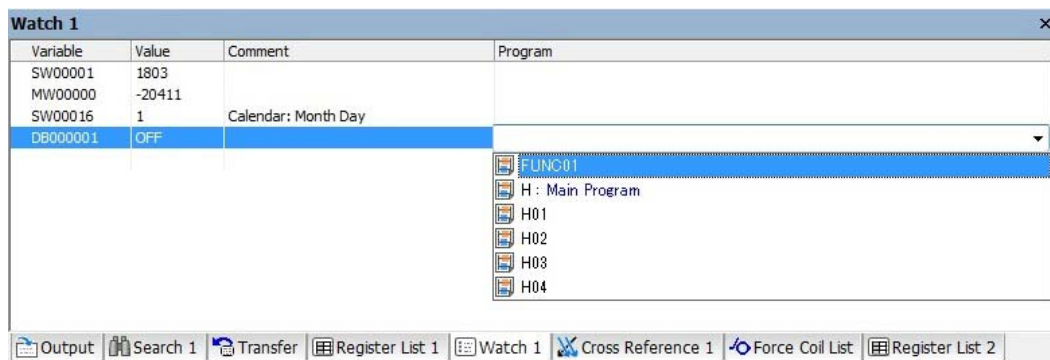 Watch 1
Variable Value Comment Program
SW00001 1803
MW00000 -20411
SW00016 1 Calendar: Month Day
DB000001 OFF
FUNC01
H : Main Program
H01
H02
H03
H04
Output Search 1 Transfer Register List 1 Watch 1 Cross Reference 1 Force Coil List Register List 2